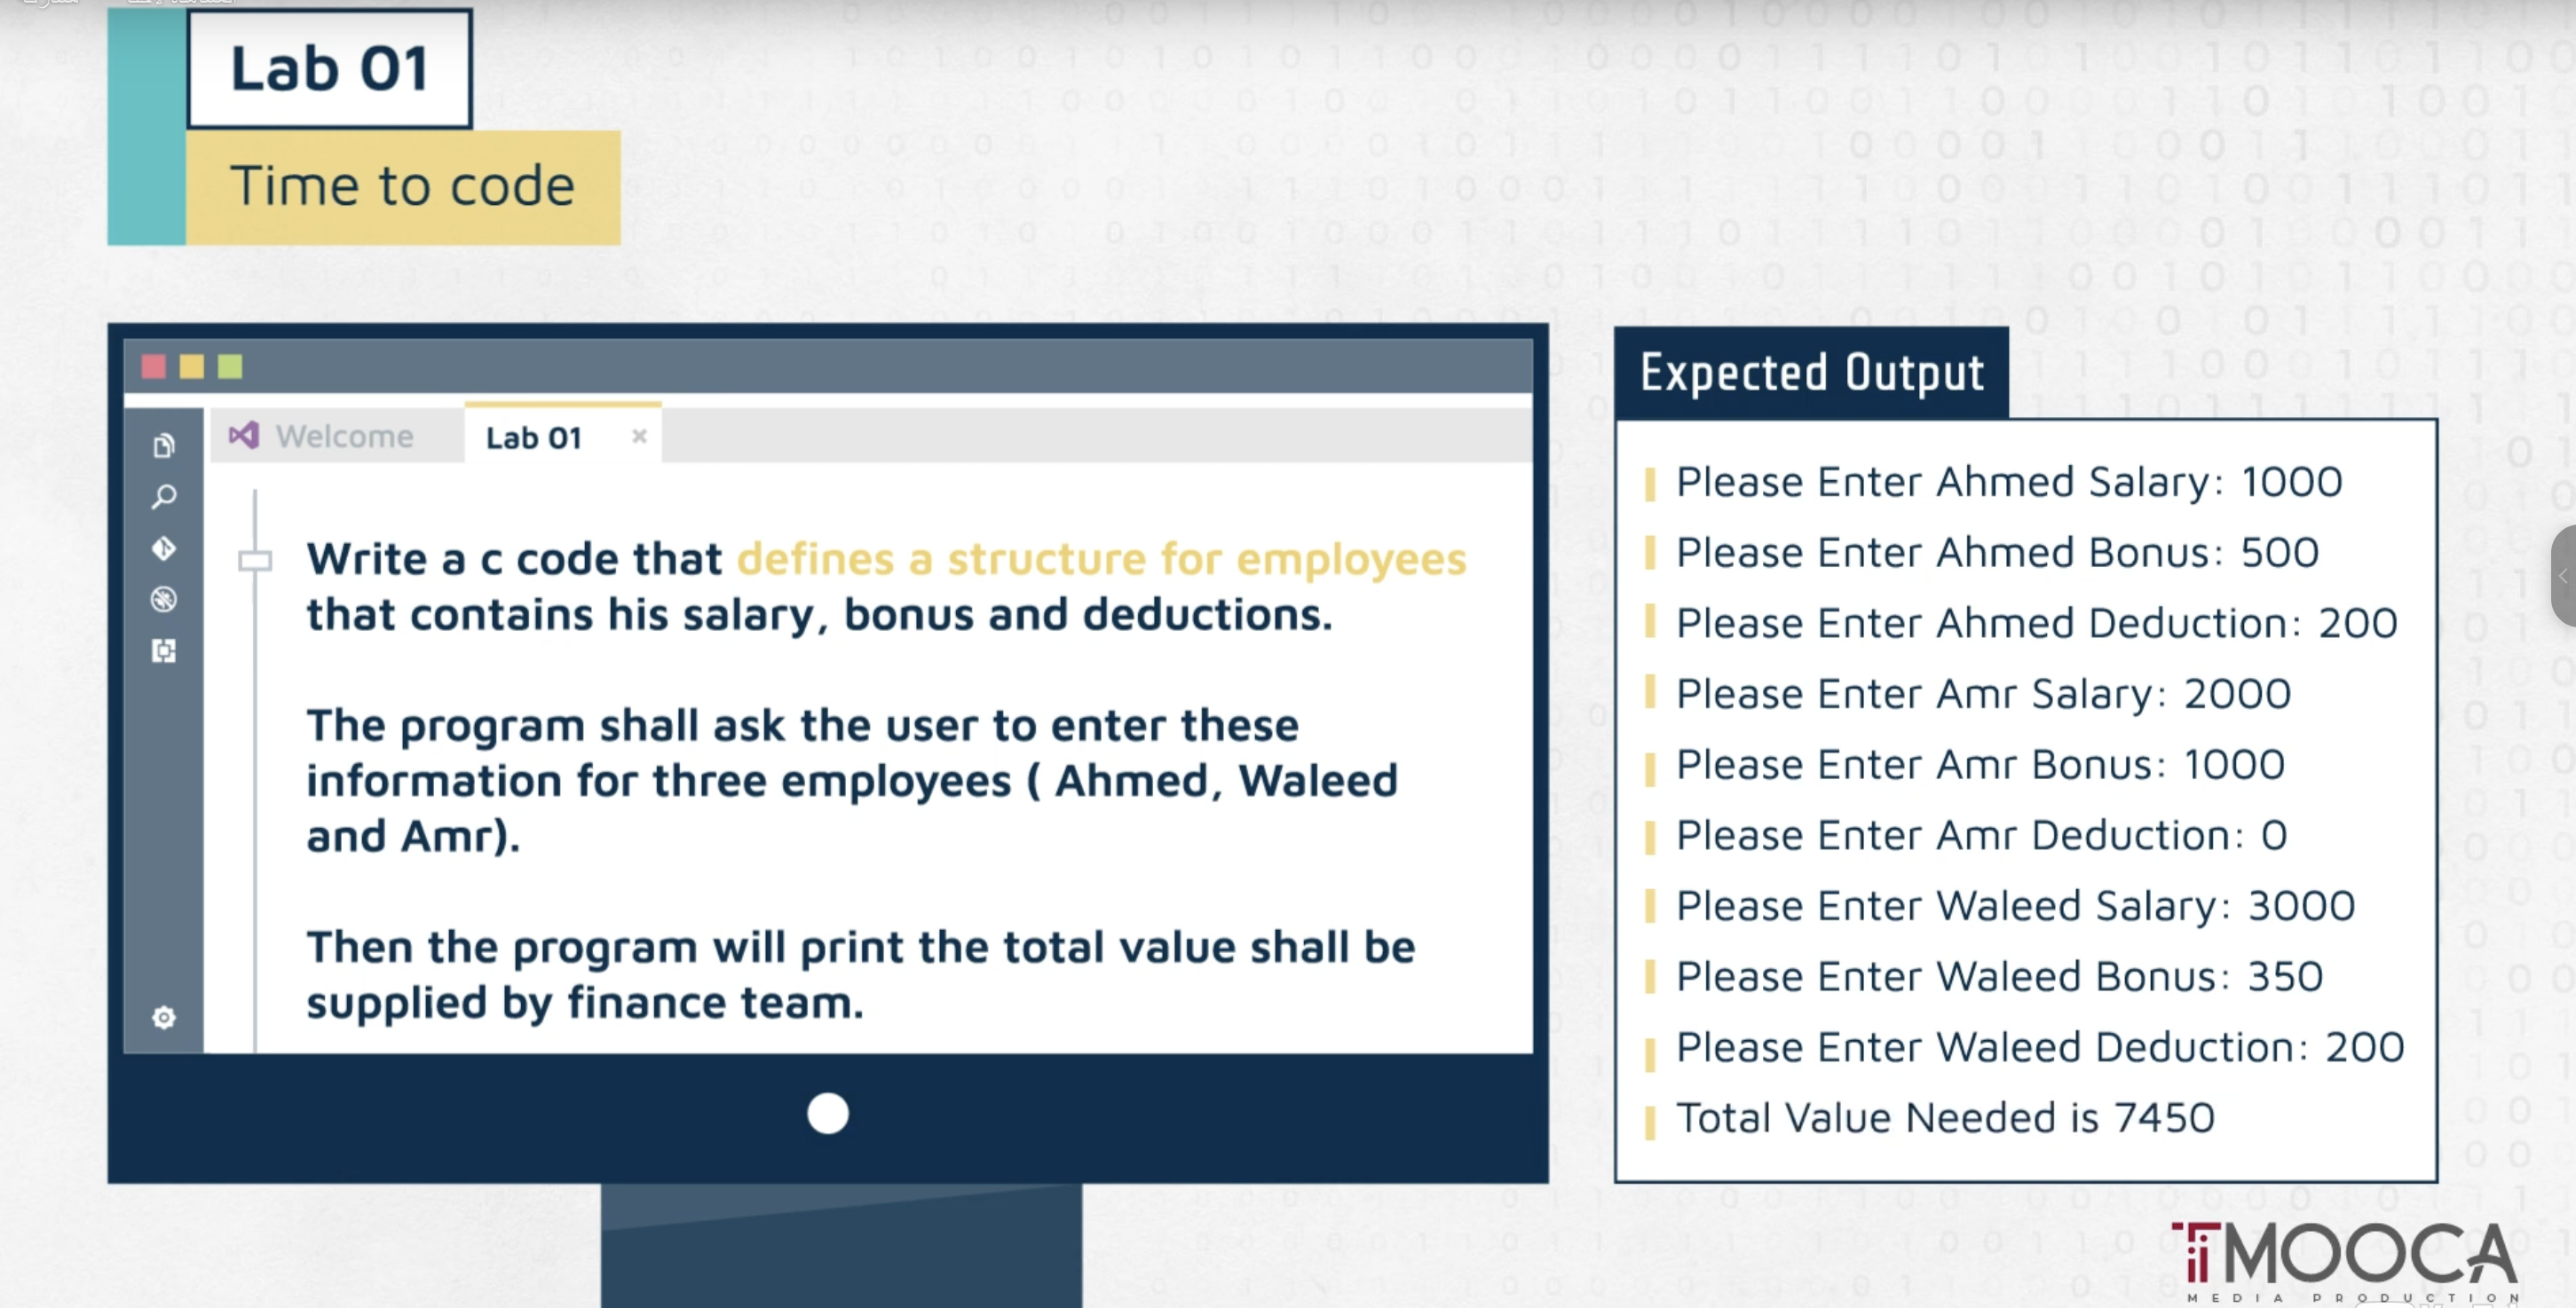 Lab 01
Time to code
Welcome
Lab 01
Write a c code that defines a structure for employees
that contains his salary, bonus and deductions.
The program shall ask the user to enter these
information for three employees ( Ahmed, Waleed
and Amr).
Then the program will print the total value shall be
supplied by finance team.
Expected Output
Please Enter Ahmed Salary: 1000
Please Enter Ahmed Bonus: 500
Please Enter Ahmed Deduction: 200
Please Enter Amr Salary: 2000
Please Enter Amr Bonus: 1000
Please Enter Amr Deduction: 0
Please Enter Waleed Salary: 3000
Please Enter Waleed Bonus: 350
Please Enter Waleed Deduction: 200
Total Value Needed is 7450
MOOCA
MEDIA PRODUCTION